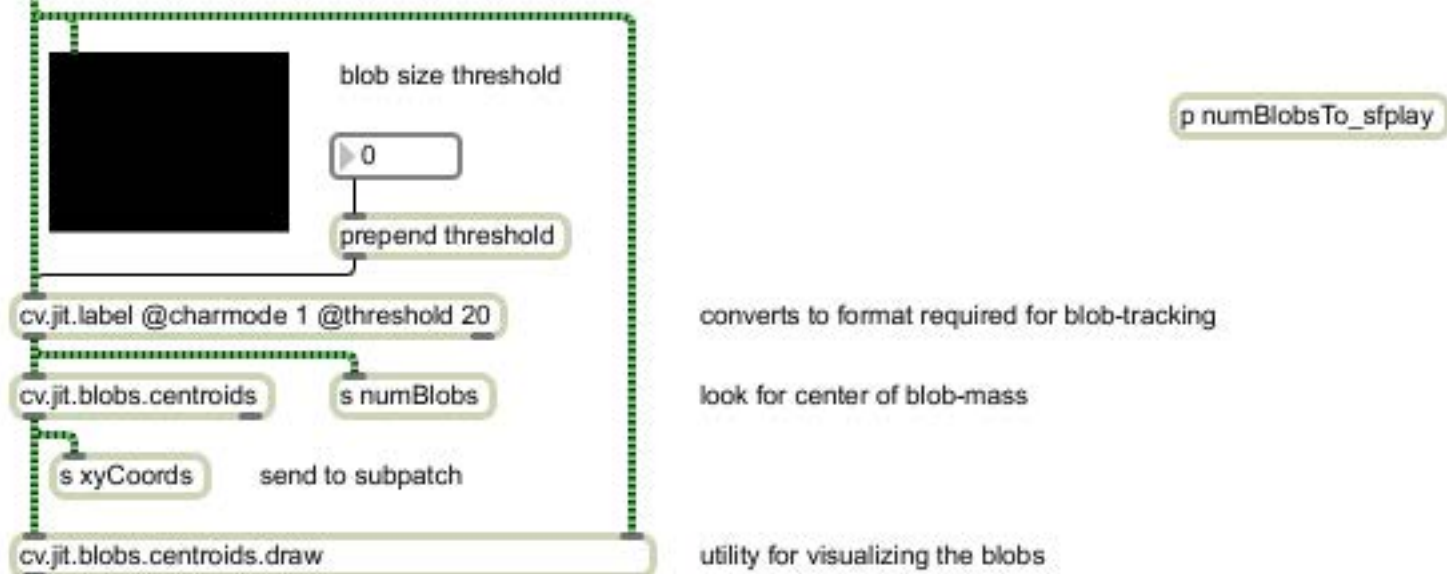 blob size threshold
p numBlobsTo_sfplay
0
prepend threshold
cv.jit.label @charmode 1 @threshold 20
converts to format required for blob-tracking
cv.jit.blobs.centroids
s numBlobs
look for center of blob-mass
s xyCoords
send to subpatch
cv.jit.blobs.centroids.draw
utility for visualizing the blobs